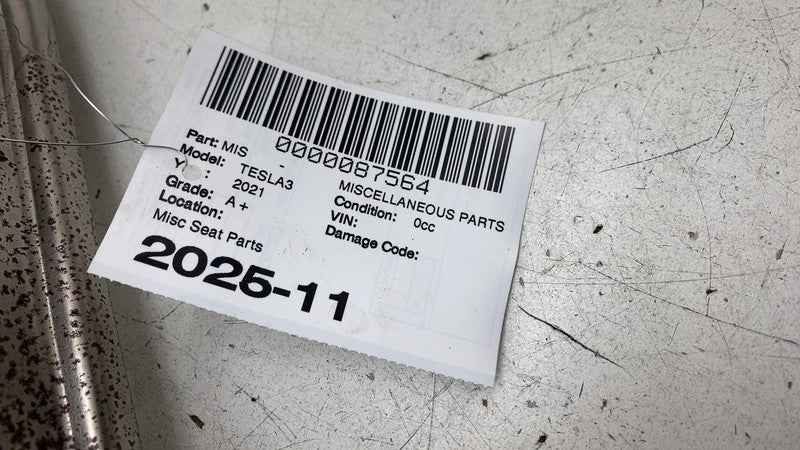 0000087564
Part: MIS - MISCELLANEOUS PARTS
Model: TESLA3 Condition: 0cc
Y : 2021 VIN:
Grade: A+ Damage Code:
Location:
Misc Seat Parts
2025-11